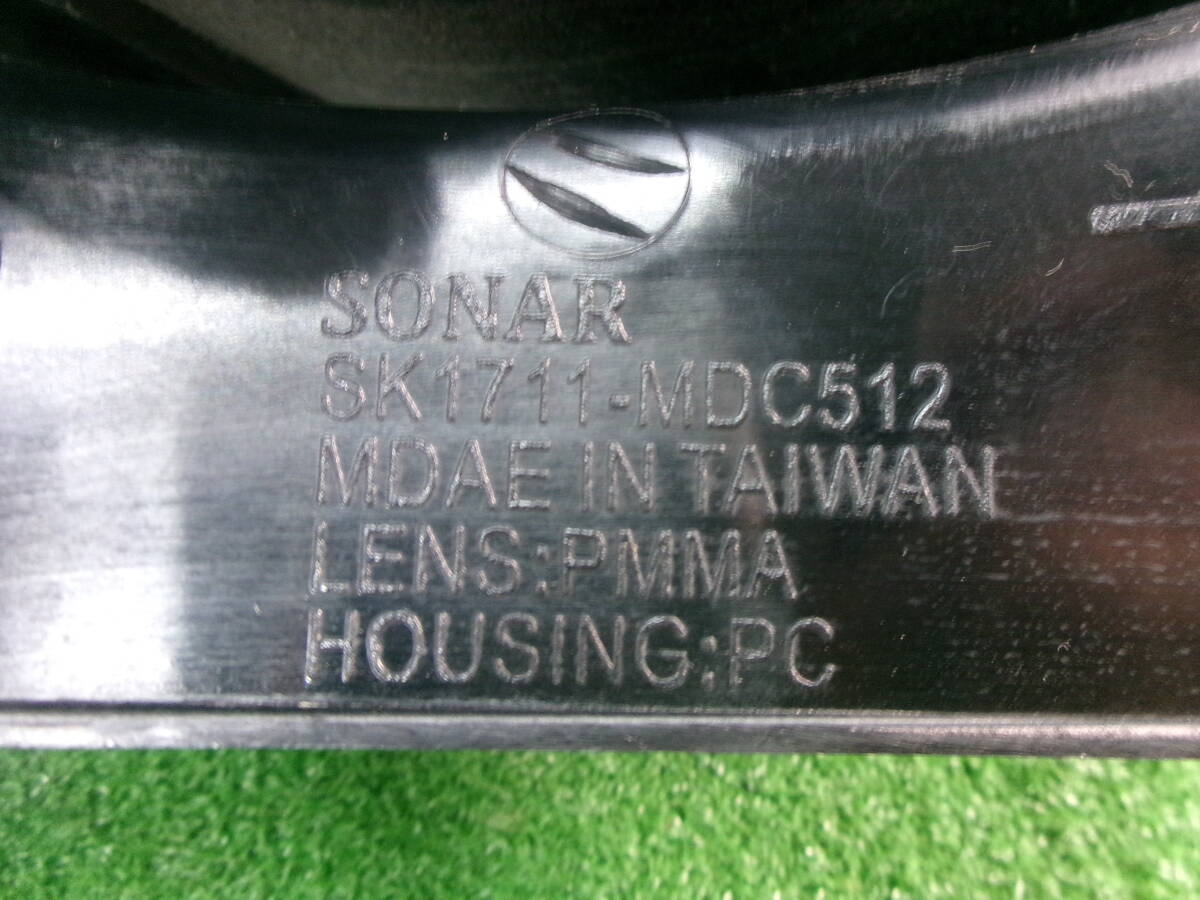 SONAR
SK1711-MDC512
MDAE IN TAIWAN
LENS:PMMA
HOUSING:PC